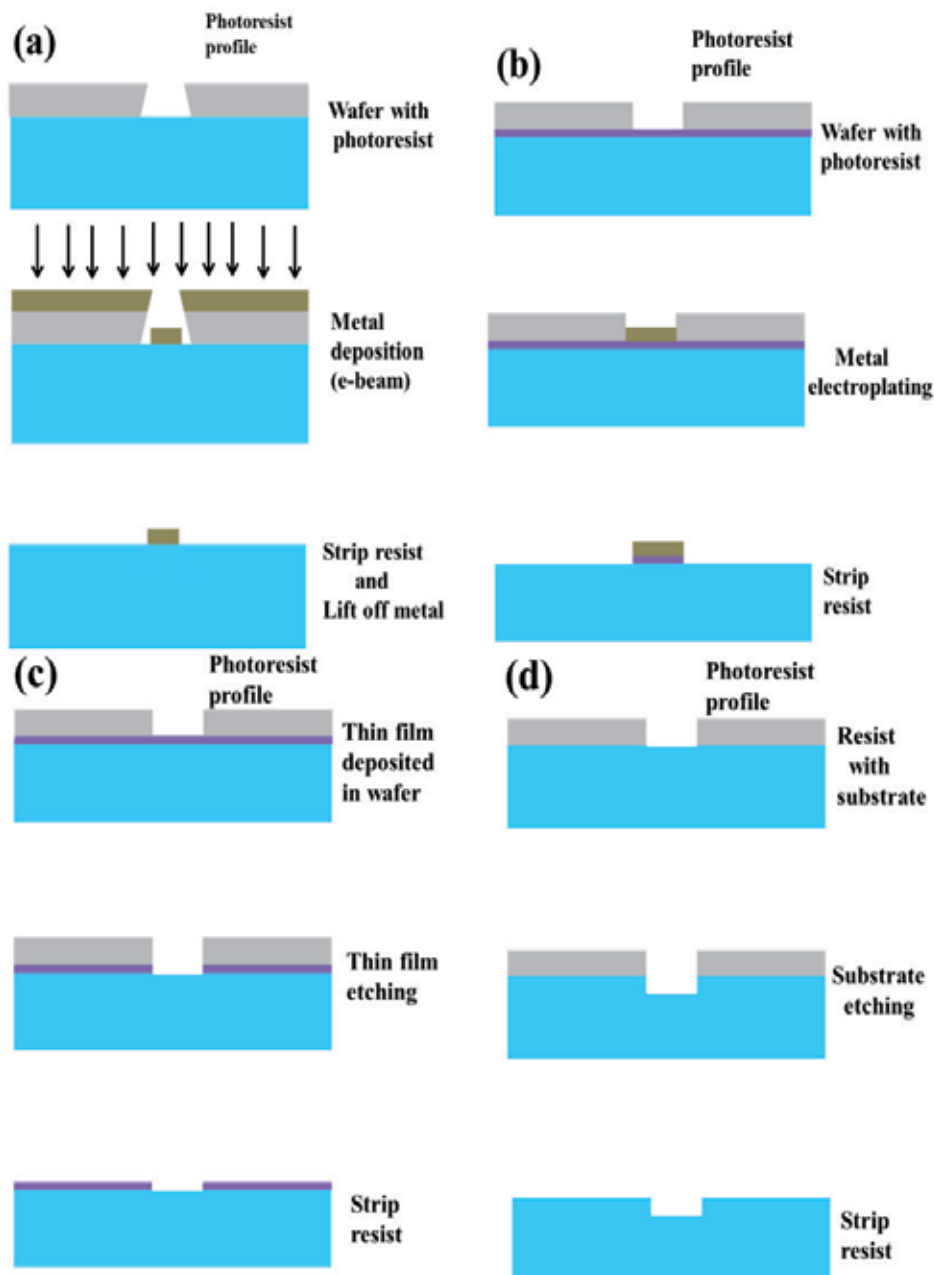 (a)
Photoresist
profile
Wafer with
photoresist
Metal
deposition
(e-beam)
Strip resist
and
Lift off metal
(b)
Photoresist
profile
Wafer with
photoresist
Metal
electroplating
Strip
resist
(c)
Photoresist
profile
Thin film
deposited
in wafer
Thin film
etching
Strip
resist
(d)
Photoresist
profile
Resist
with
substrate
Substrate
etching
Strip
resist